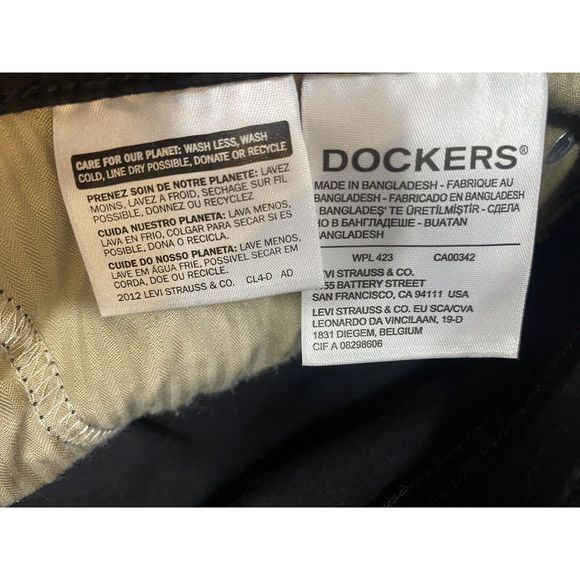 CARE FOR OUR PLANET: WASH LESS, WASH
COLD, LINE DRY POSSIBLE, DONATE OR RECYCLE
PRENEZ SOIN DE NOTRE PLANETE: LAVEZ
MOINS, LAVEZ A FROID, SECHAGE SUR FIL
POSSIBLE, DONNEZ OU RECYCLEZ
CUIDA NUESTRO PLANETA: LAVA MENOS,
LAVA EN FRIO, COLGAR PARA SECAR SI ES
POSIBLE, DONA O RECICLA.
CUIDE DO NOSSO PLANETA: LAVE MENOS,
LAVE EM ÁGUA FRIE, POSSIVEL SECAR EM
CORDA, DOE OU RECICLE.
2012 LEVI STRAUSS & CO. CL4-D AD
DOCKERS®
MADE IN BANGLADESH - FABRIQUE AU
BANGLADESH - FABRICADO EN BANGLADESH
BANGLADEŞ' TE ÜRETİLMİŞTİR - СДЕЛА
НО В БАНГЛАДЕШЕ - BUATAN
BANGLADESH
WPL 423 CA00342
LEVI STRAUSS & CO.
55 BATTERY STREET
SAN FRANCISCO, CA 94111 USA
LEVI STRAUSS & CO. EU SCA/CVA
LEONARDO DA VINCILAAN, 19-D
1831 DIEGEM, BELGIUM
CIF A 08298606